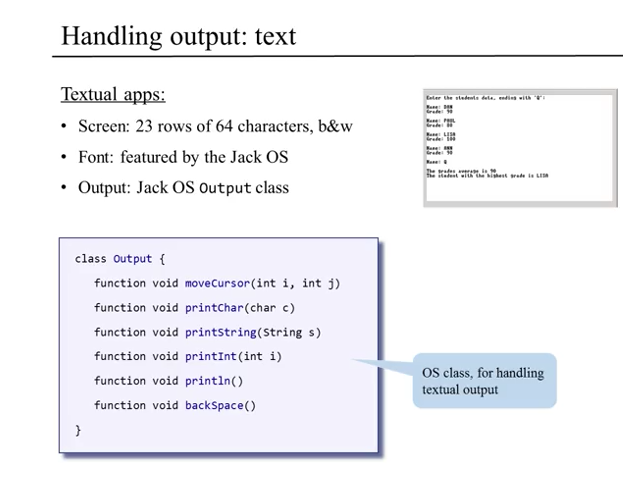 Handling output: text
Textual apps:
• Screen: 23 rows of 64 characters, b&w
• Font: featured by the Jack OS
• Output: Jack OS Output class
Enter the students data, ending with 'Q':
Name: DAN
Grade: 90
Name: PAUL
Grade: 80
Name: LISA
Grade: 100
Name: ANN
Grade: 90
Name: Q
The grades average is 90
The student with the highest grade is LISA
class Output {
function void moveCursor(int i, int j)
function void printChar(char c)
function void printString(String s)
function void printInt(int i)
function void println()
function void backSpace()
}
OS class, for handling
textual output